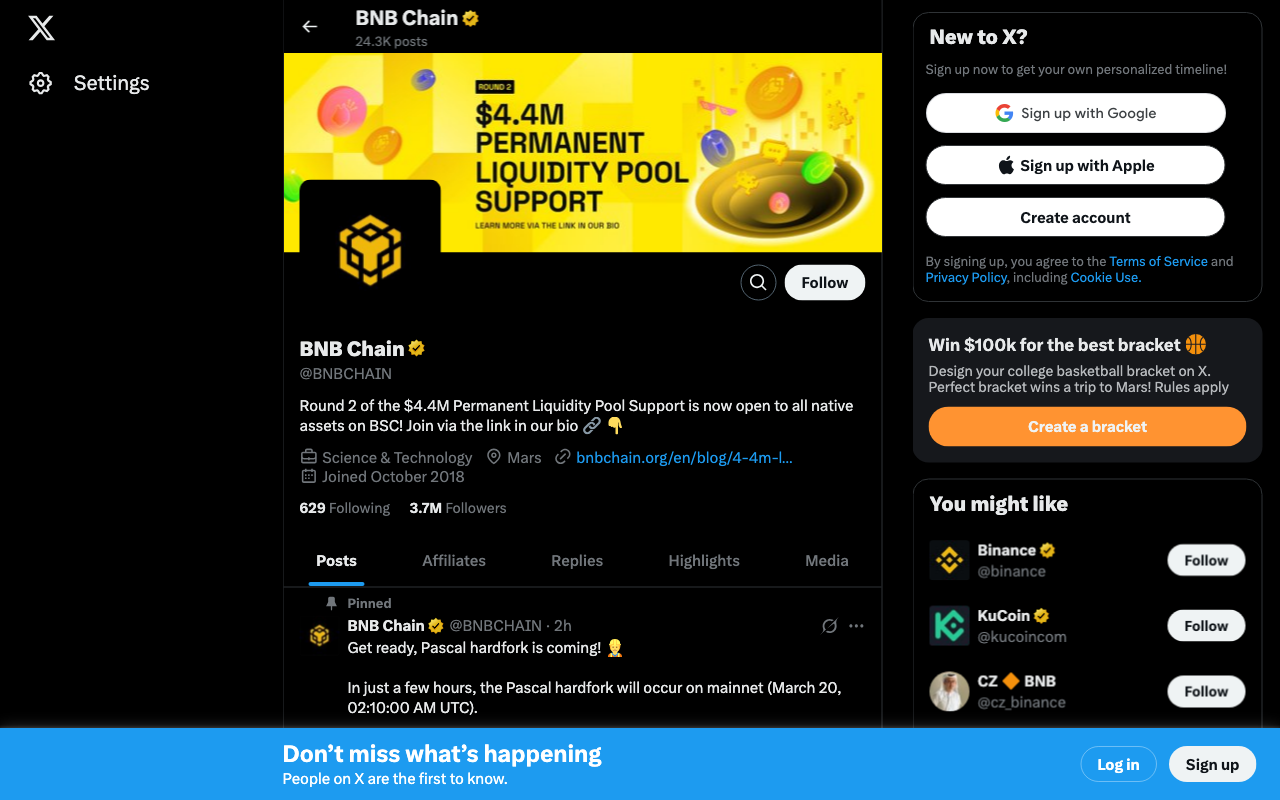 Settings
BNB Chain
24.3K posts
ROUND 2
$4.4M
PERMANENT
LIQUIDITY POOL
SUPPORT
LEARN MORE VIA THE LINK IN OUR BIO
Follow
BNB Chain
@BNBCHAIN
Round 2 of the $4.4M Permanent Liquidity Pool Support is now open to all native
assets on BSC! Join via the link in our bio 🔗 👇
Science & Technology Mars bnbchain.org/en/blog/4-4m-l…
Joined October 2018
629 Following 3.7M Followers
Posts Affiliates Replies Highlights Media
Pinned
BNB Chain @BNBCHAIN · 2h
Get ready, Pascal hardfork is coming! 👷
In just a few hours, the Pascal hardfork will occur on mainnet (March 20,
02:10:00 AM UTC).
New to X?
Sign up now to get your own personalized timeline!
Sign up with Google
Sign up with Apple
Create account
By signing up, you agree to the Terms of Service and
Privacy Policy, including Cookie Use.
Win $100k for the best bracket 🏀
Design your college basketball bracket on X.
Perfect bracket wins a trip to Mars! Rules apply
Create a bracket
You might like
Binance
@binance
Follow
KuCoin
@kucoincom
Follow
CZ 🔶 BNB
@cz_binance
Follow
Don’t miss what’s happening
People on X are the first to know.
Log in
Sign up